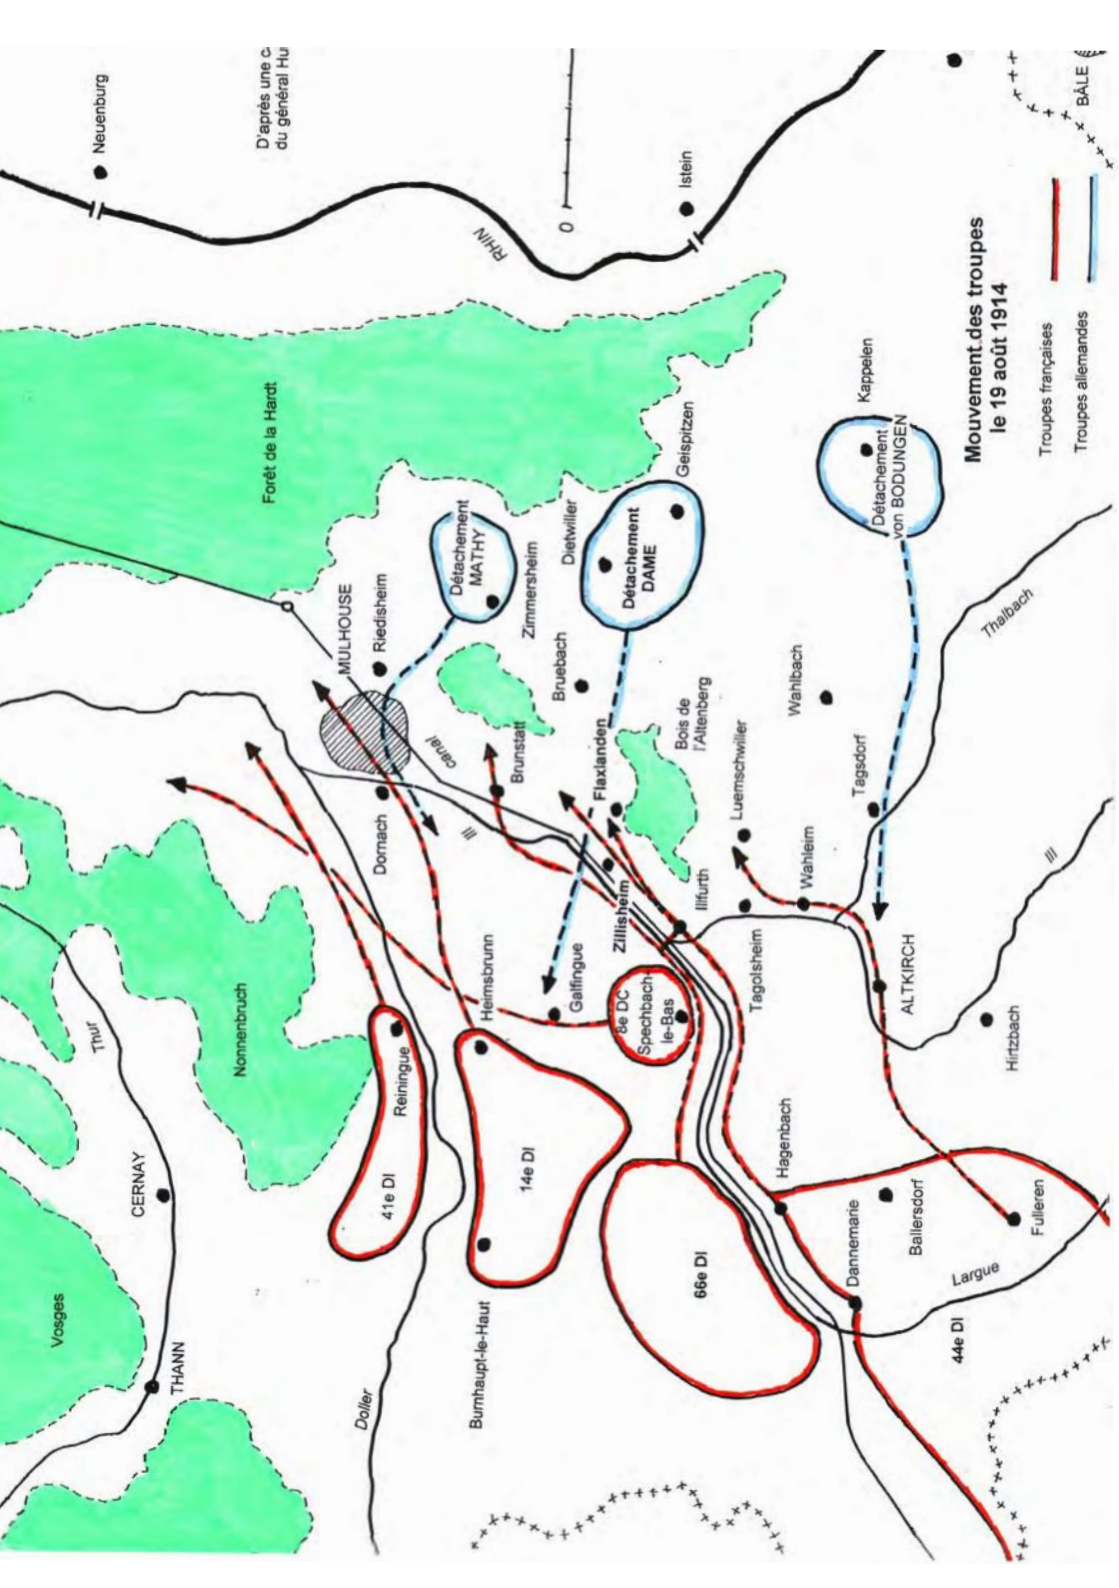 Vosges
THANN
CERNAY
Thur
Neuenburg
Nonnenbruch
Forêt de la Hardt
D'après une c
du général Hu
MULHOUSE
Doller
41e DI
Reiningue
Dornach
Riedisheim
canal
Ill
Détachement
MATHY
RHIN
Burnhaupt-le-Haut
Heimsbrunn
14e DI
Brunstatt
Zimmersheim
Galfingue
Bruebach
Dietwiller
0
Flaxlanden
8e DC
Spechbach-
le-Bas
Zillisheim
Détachement
DAME
Geispitzen
Istein
66e DI
Illfurth
Bois de
l'Altenberg
Tagolsheim
Luemschwiller
Hagenbach
Wahleim
Wahlbach
Dannemarie
Tagsdorf
Kappelen
Détachement
von BODUNGEN
ALTKIRCH
Ballersdorf
44e DI
Largue
Thalbach
Hirtzbach
Fulleren
Ill
Mouvement des troupes
le 19 août 1914
Troupes françaises
Troupes allemandes
BÂLE